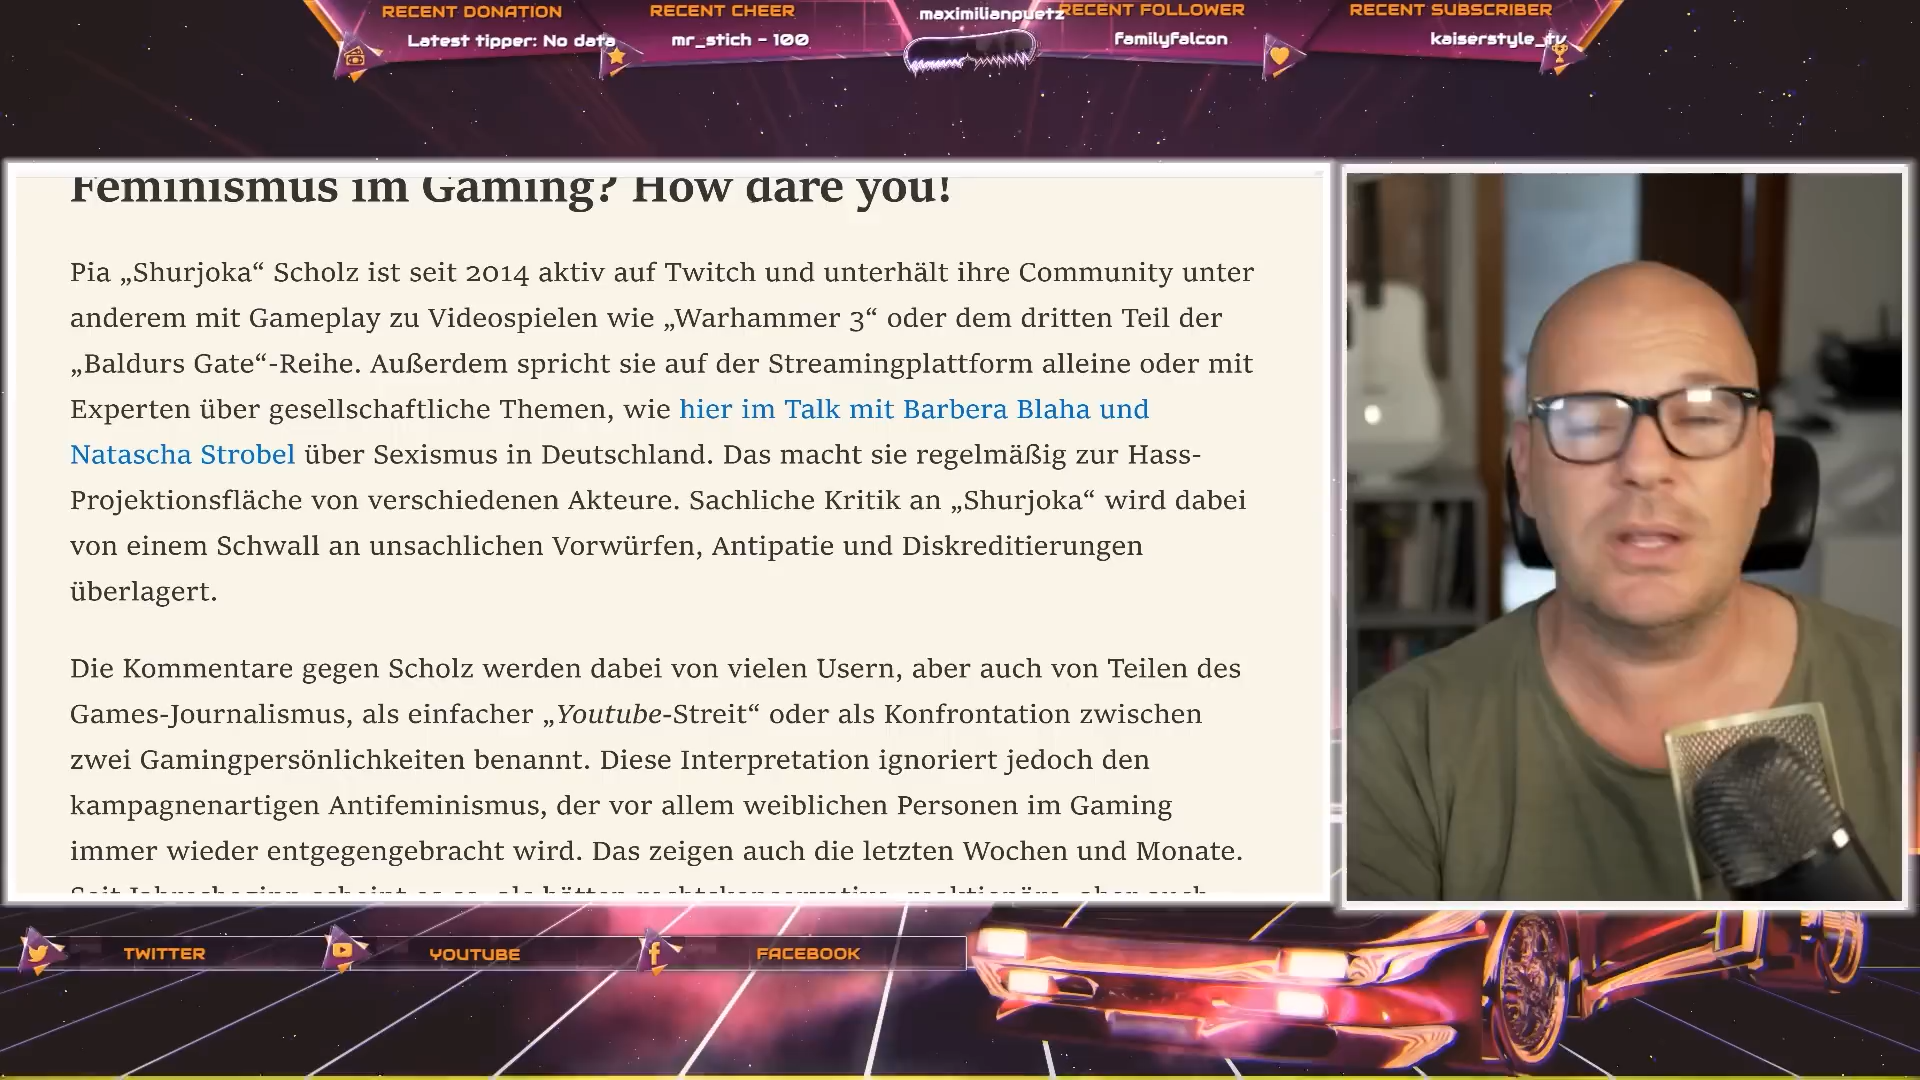 RECENT DONATION
Latest tipper: No data
RECENT CHEER
mr_stich - 100
maximilianpuetz
RECENT FOLLOWER
familyfalcon
RECENT SUBSCRIBER
kaiserstyle_tv
Feminismus im Gaming? How dare you!
Pia „Shurjoka“ Scholz ist seit 2014 aktiv auf Twitch und unterhält ihre Community unter
anderem mit Gameplay zu Videospielen wie „Warhammer 3“ oder dem dritten Teil der
„Baldurs Gate“-Reihe. Außerdem spricht sie auf der Streamingplattform alleine oder mit
Experten über gesellschaftliche Themen, wie hier im Talk mit Barbera Blaha und
Natascha Strobel über Sexismus in Deutschland. Das macht sie regelmäßig zur Hass-
Projektionsfläche von verschiedenen Akteure. Sachliche Kritik an „Shurjoka“ wird dabei
von einem Schwall an unsachlichen Vorwürfen, Antipatie und Diskreditierungen
überlagert.
Die Kommentare gegen Scholz werden dabei von vielen Usern, aber auch von Teilen des
Games-Journalismus, als einfacher „Youtube-Streit“ oder als Konfrontation zwischen
zwei Gamingpersönlichkeiten benannt. Diese Interpretation ignoriert jedoch den
kampagnenartigen Antifeminismus, der vor allem weiblichen Personen im Gaming
immer wieder entgegengebracht wird. Das zeigen auch die letzten Wochen und Monate.
TWITTER
YOUTUBE
FACEBOOK